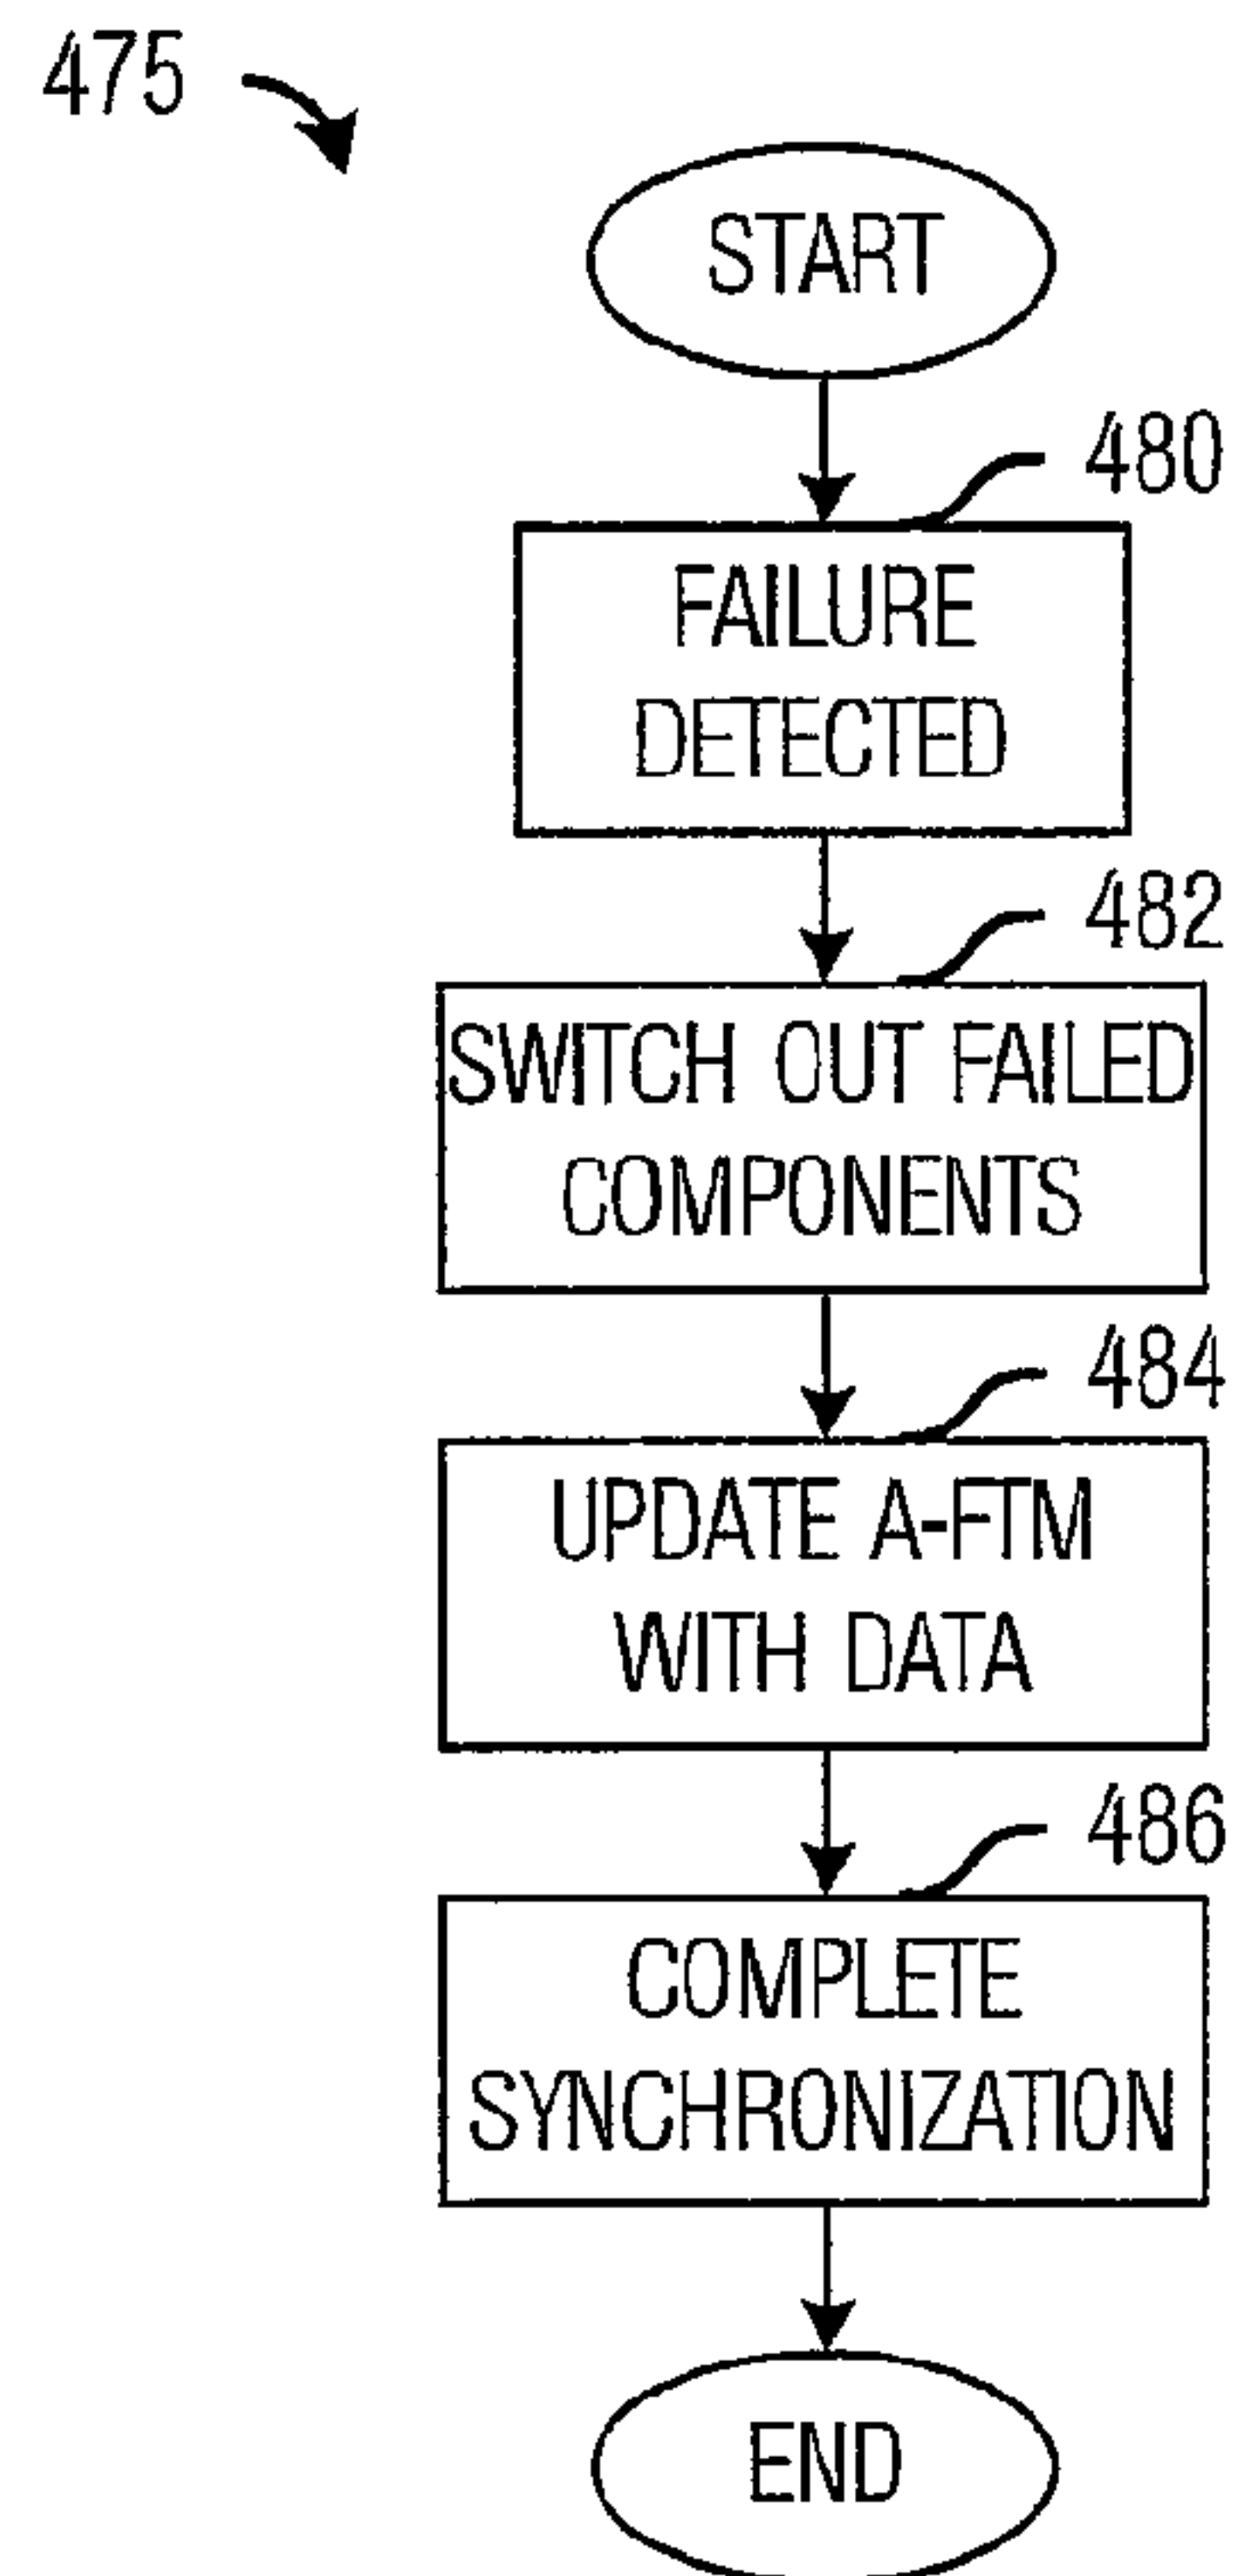 475
START
480
FAILURE
DETECTED
482
SWITCH OUT FAILED
COMPONENTS
484
UPDATE A-FTM
WITH DATA
486
COMPLETE
SYNCHRONIZATION
END